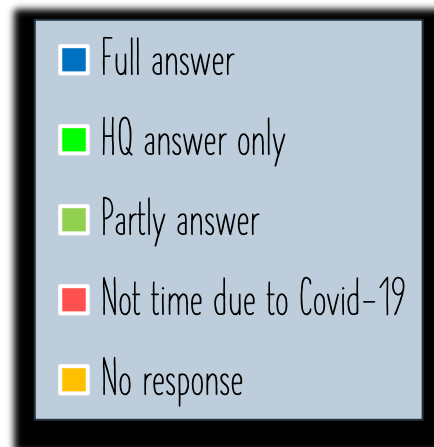 Full answer
HQ answer only
Partly answer
Not time due to Covid-19
No response